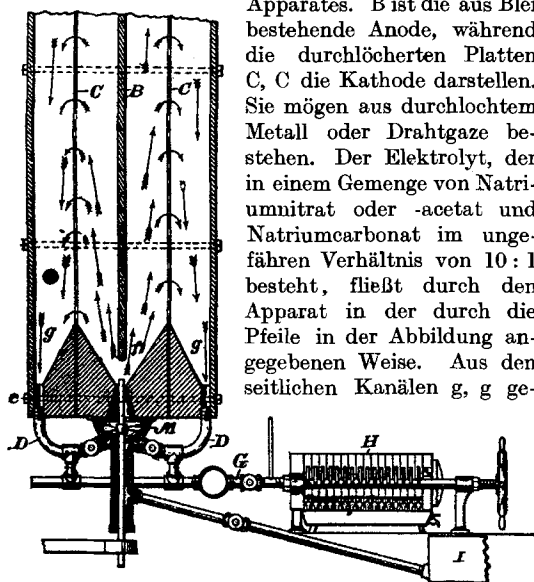 Apparates. B ist die aus Blei
bestehende Anode, während
die durchlöcherten Platten
C, C die Kathode darstellen.
Sie mögen aus durchlochtem
Metall oder Drahtgaze be-
stehen. Der Elektrolyt, der
in einem Gemenge von Natri-
umnitrat oder -acetat und
Natriumcarbonat im unge-
fähren Verhältnis von 10 : 1
besteht, fließt durch den
Apparat in der durch die
Pfeile in der Abbildung an-
gegebenen Weise. Aus den
seitlichen Kanälen g, g ge-
C B C
g g
e
D M D
G H
I